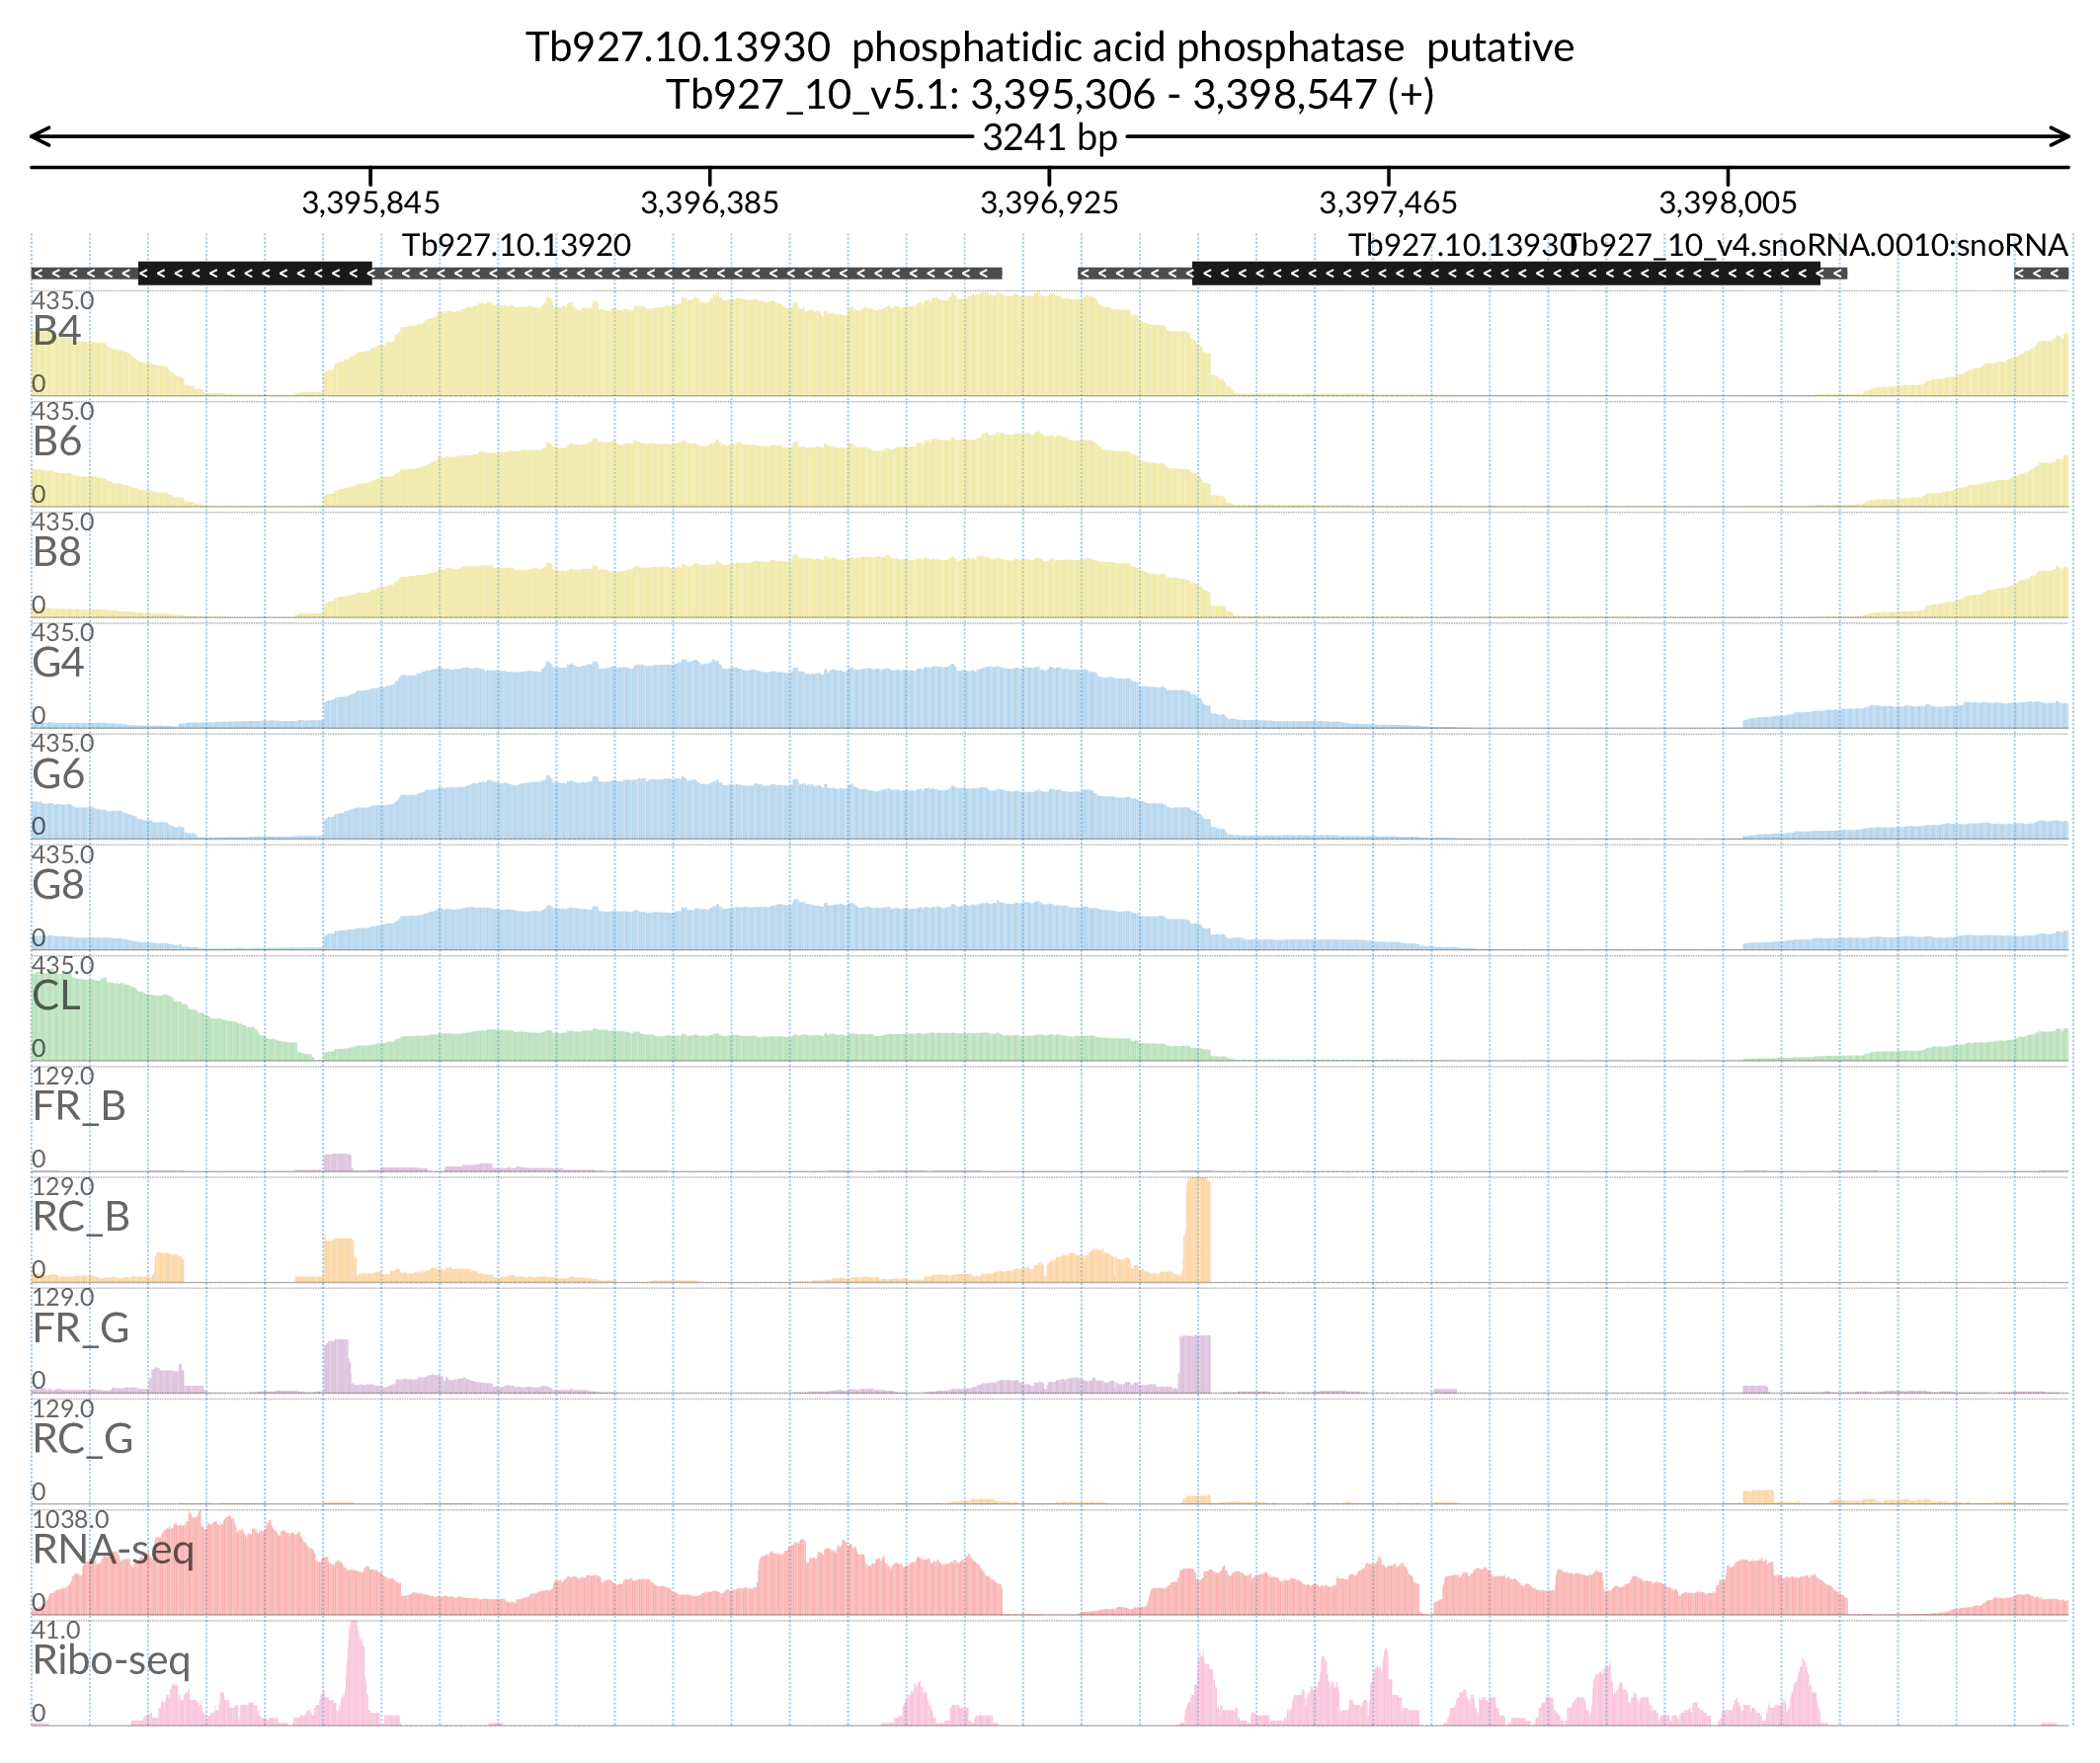 Tb927.10.13930  phosphatidic acid phosphatase  putative
Tb927_10_v5.1: 3,395,306 - 3,398,547 (+)
3241 bp
3,395,845 3,396,385 3,396,925 3,397,465 3,398,005
Tb927.10.13920 Tb927.10.13930 Tb927_10_v4.snoRNA.0010:snoRNA
435.0
B4
0
435.0
B6
0
435.0
B8
0
435.0
G4
0
435.0
G6
0
435.0
G8
0
435.0
CL
0
129.0
FR_B
0
129.0
RC_B
0
129.0
FR_G
0
129.0
RC_G
0
1038.0
RNA-seq
0
41.0
Ribo-seq
0